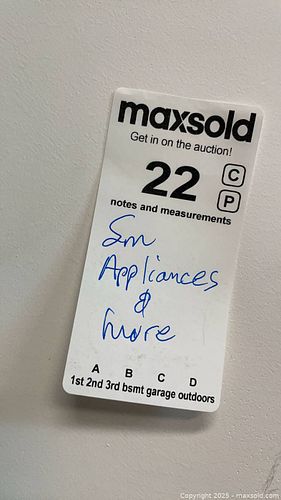 maxsold
Get in on the auction!
22
C
P
notes and measurements
Sm
Appliances
&
more
A B C D
1st 2nd 3rd bsmt garage outdoors
Copyright 2025 - maxsold.com